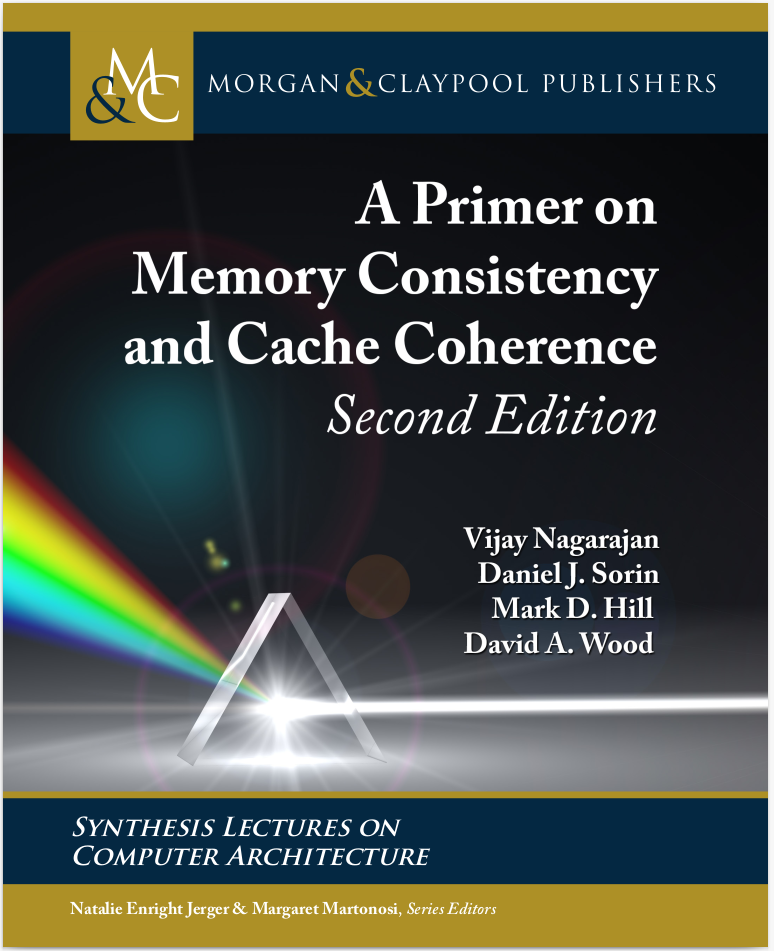 M&C MORGAN&CLAYPOOL PUBLISHERS
A Primer on
Memory Consistency
and Cache Coherence
Second Edition
Vijay Nagarajan
Daniel J. Sorin
Mark D. Hill
David A. Wood
SYNTHESIS LECTURES ON
COMPUTER ARCHITECTURE
Natalie Enright Jerger & Margaret Martonosi, Series Editors